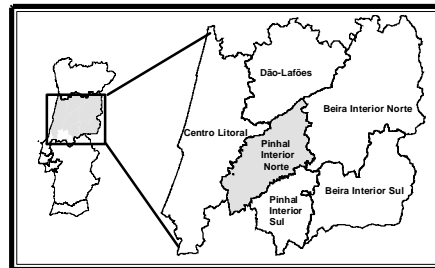 Dão-Lafões
Beira Interior Norte
Centro Litoral
Pinhal
Interior
Norte
Beira Interior Sul
Pinhal
Interior
Sul